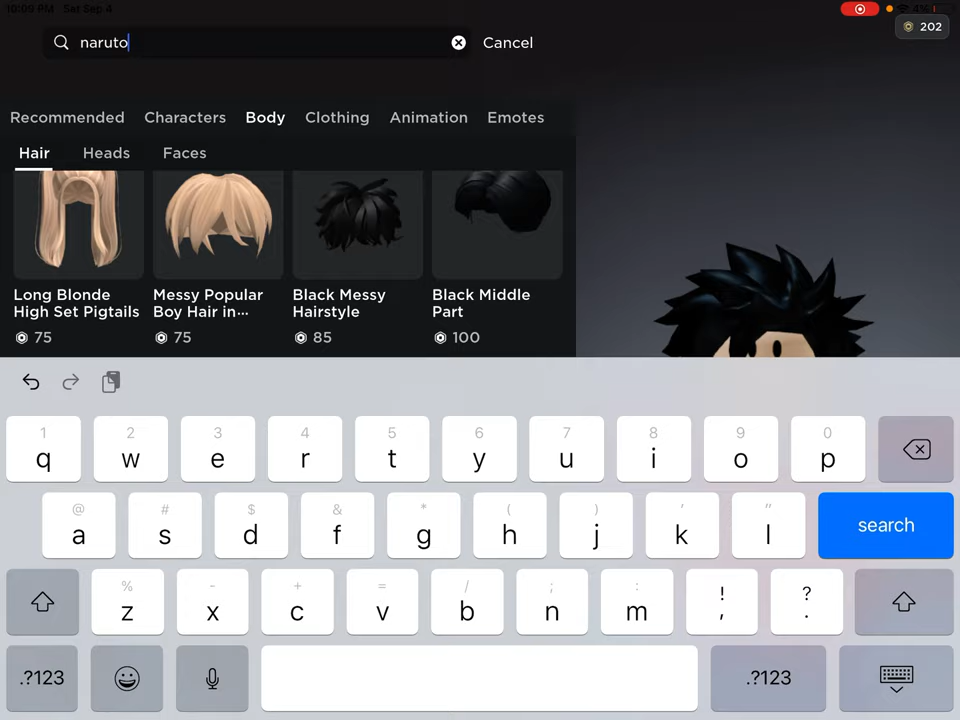 10:09 PM Sat Sep 4
4%
202
naruto
Cancel
Recommended Characters Body Clothing Animation Emotes
Hair Heads Faces
Long Blonde
High Set Pigtails
75
Messy Popular
Boy Hair in...
75
Black Messy
Hairstyle
85
Black Middle
Part
100
1 2 3 4 5 6 7 8 9 0
q w e r t y u i o p
@ # $ & * ( ) ' "
a s d f g h j k l search
% - + = / ; : ! ?
z x c v b n m , .
.?123 .?123